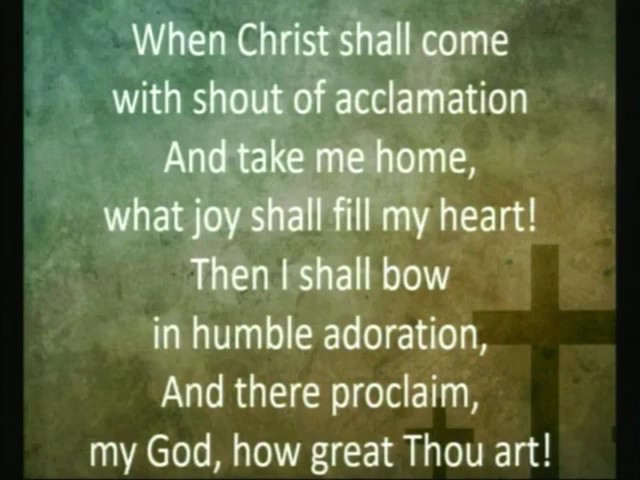 When Christ shall come
with shout of acclamation
And take me home,
what joy shall fill my heart!
Then I shall bow
in humble adoration,
And there proclaim,
my God, how great Thou art!